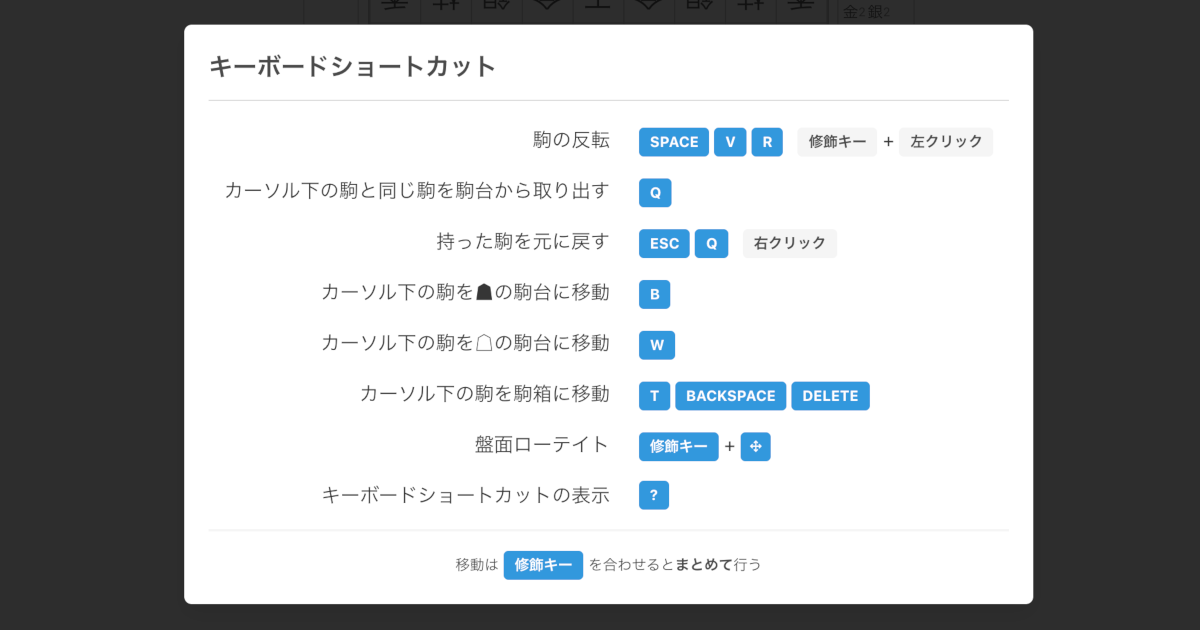 金2銀2
キーボードショートカット
駒の反転 SPACE V R 修飾キー + 左クリック
カーソル下の駒と同じ駒を駒台から取り出す Q
持った駒を元に戻す ESC Q 右クリック
カーソル下の駒を☗の駒台に移動 B
カーソル下の駒を☖の駒台に移動 W
カーソル下の駒を駒箱に移動 T BACKSPACE DELETE
盤面ローテイト 修飾キー +
キーボードショートカットの表示 ?
移動は 修飾キー を合わせるとまとめて行う